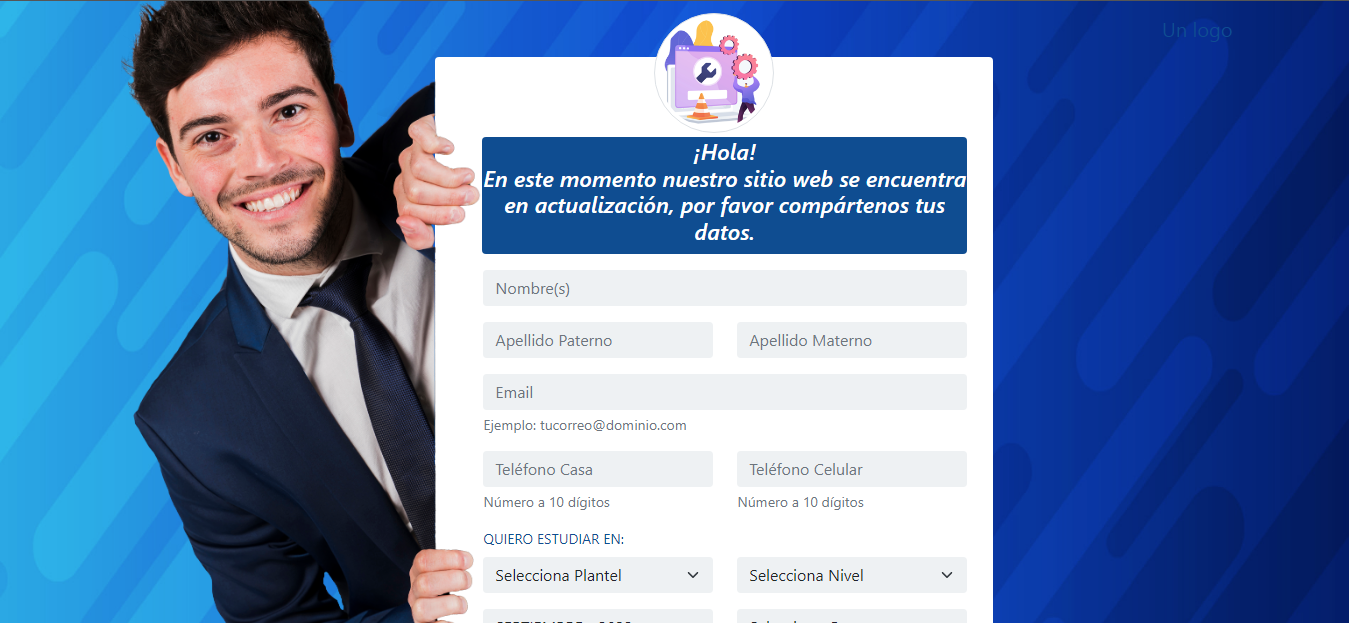 Un logo
¡Hola!
En este momento nuestro sitio web se encuentra
en actualización, por favor compártenos tus
datos.
Nombre(s)
Apellido Paterno Apellido Materno
Email
Ejemplo: tucorreo@dominio.com
Teléfono Casa Teléfono Celular
Número a 10 dígitos Número a 10 dígitos
QUIERO ESTUDIAR EN:
Selecciona Plantel Selecciona Nivel